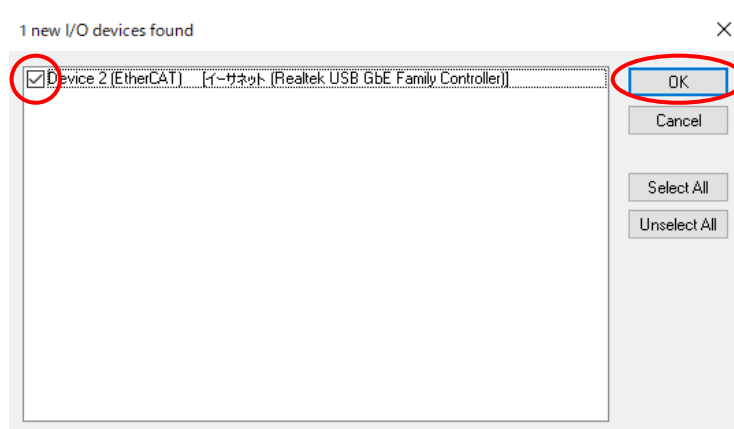 1 new I/O devices found
Device 2 (EtherCAT) [イーサネット (Realtek USB GbE Family Controller)]
OK
Cancel
Select All
Unselect All